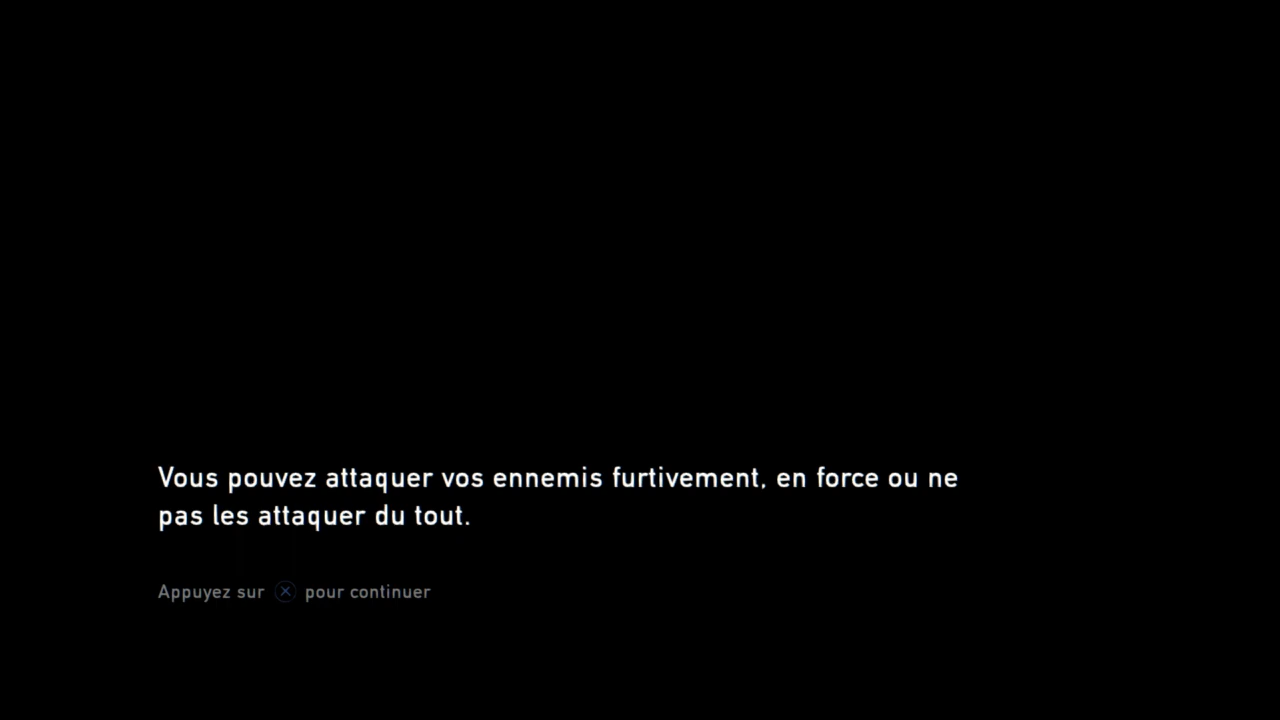 Vous pouvez attaquer vos ennemis furtivement, en force ou ne
pas les attaquer du tout.
Appuyez sur ⓧ pour continuer